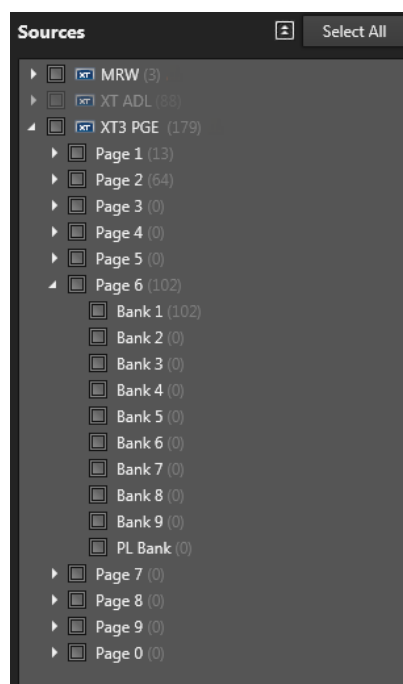 Sources Select All
XT MRW (3)
XT XT ADL (88)
XT XT3 PGE (179)
Page 1 (13)
Page 2 (64)
Page 3 (0)
Page 4 (0)
Page 5 (0)
Page 6 (102)
Bank 1 (102)
Bank 2 (0)
Bank 3 (0)
Bank 4 (0)
Bank 5 (0)
Bank 6 (0)
Bank 7 (0)
Bank 8 (0)
Bank 9 (0)
PL Bank (0)
Page 7 (0)
Page 8 (0)
Page 9 (0)
Page 0 (0)